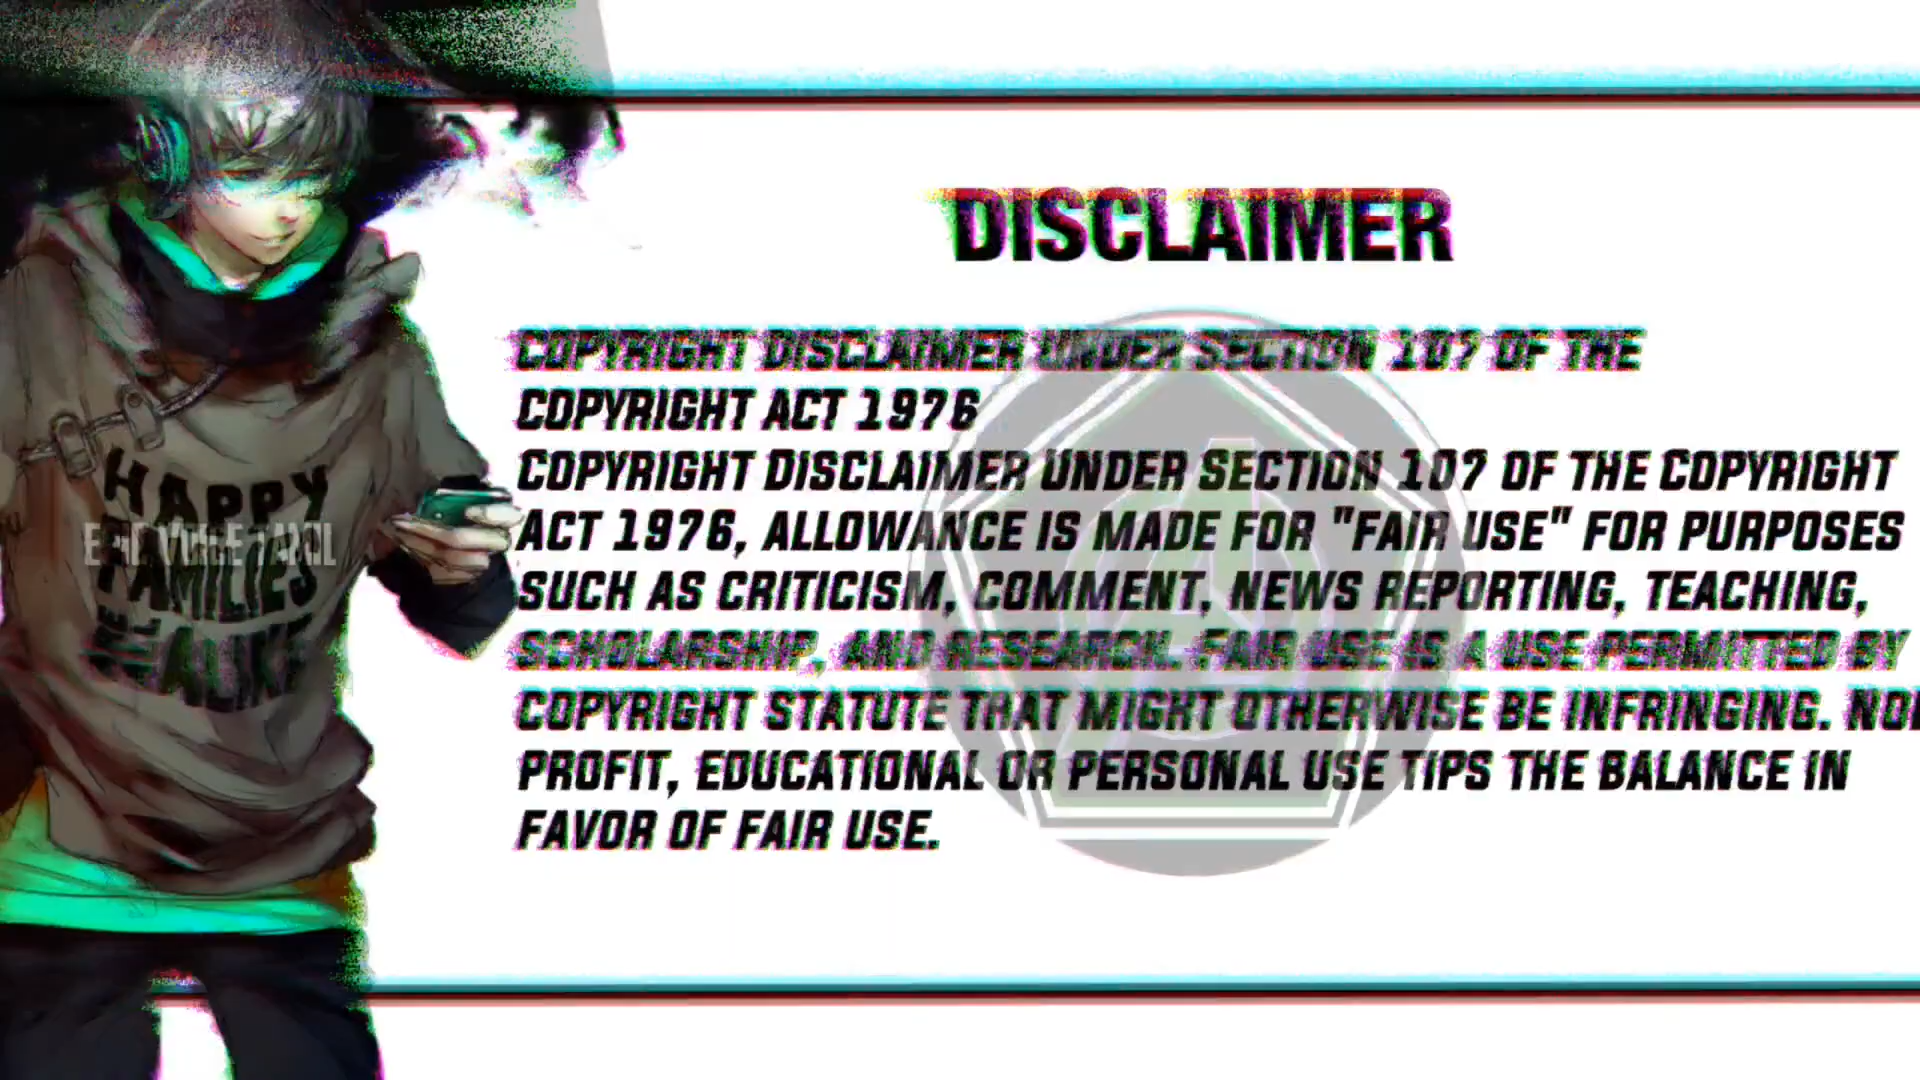 DISCLAIMER
COPYRIGHT DISCLAIMER UNDER SECTION 107 OF THE
COPYRIGHT ACT 1976
COPYRIGHT DISCLAIMER UNDER SECTION 107 OF THE COPYRIGHT
ACT 1976, ALLOWANCE IS MADE FOR "FAIR USE" FOR PURPOSES
SUCH AS CRITICISM, COMMENT, NEWS REPORTING, TEACHING,
SCHOLARSHIP, AND RESEARCH. FAIR USE IS A USE PERMITTED BY
COPYRIGHT STATUTE THAT MIGHT OTHERWISE BE INFRINGING.
PROFIT, EDUCATIONAL OR PERSONAL USE TIPS THE BALANCE IN
FAVOR OF FAIR USE.
HAPPY
FAMILIES
ARE
ALL
ALIKE